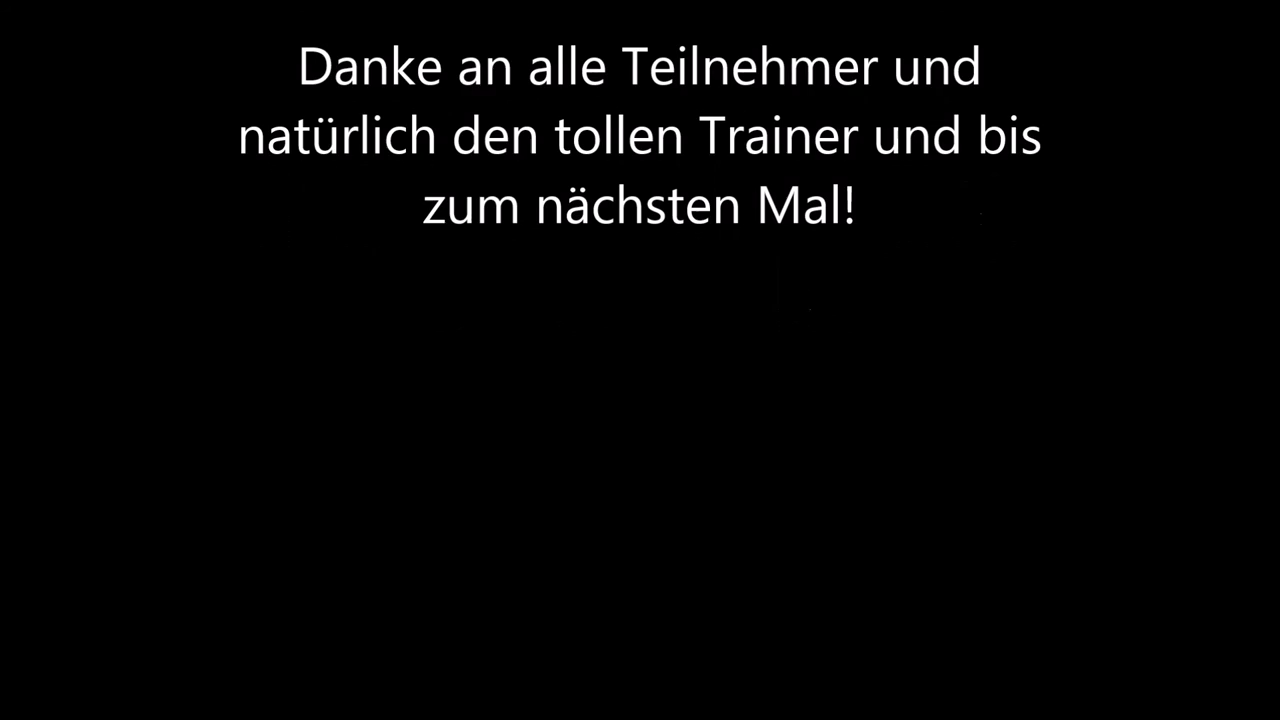 Danke an alle Teilnehmer und
natürlich den tollen Trainer und bis
zum nächsten Mal!